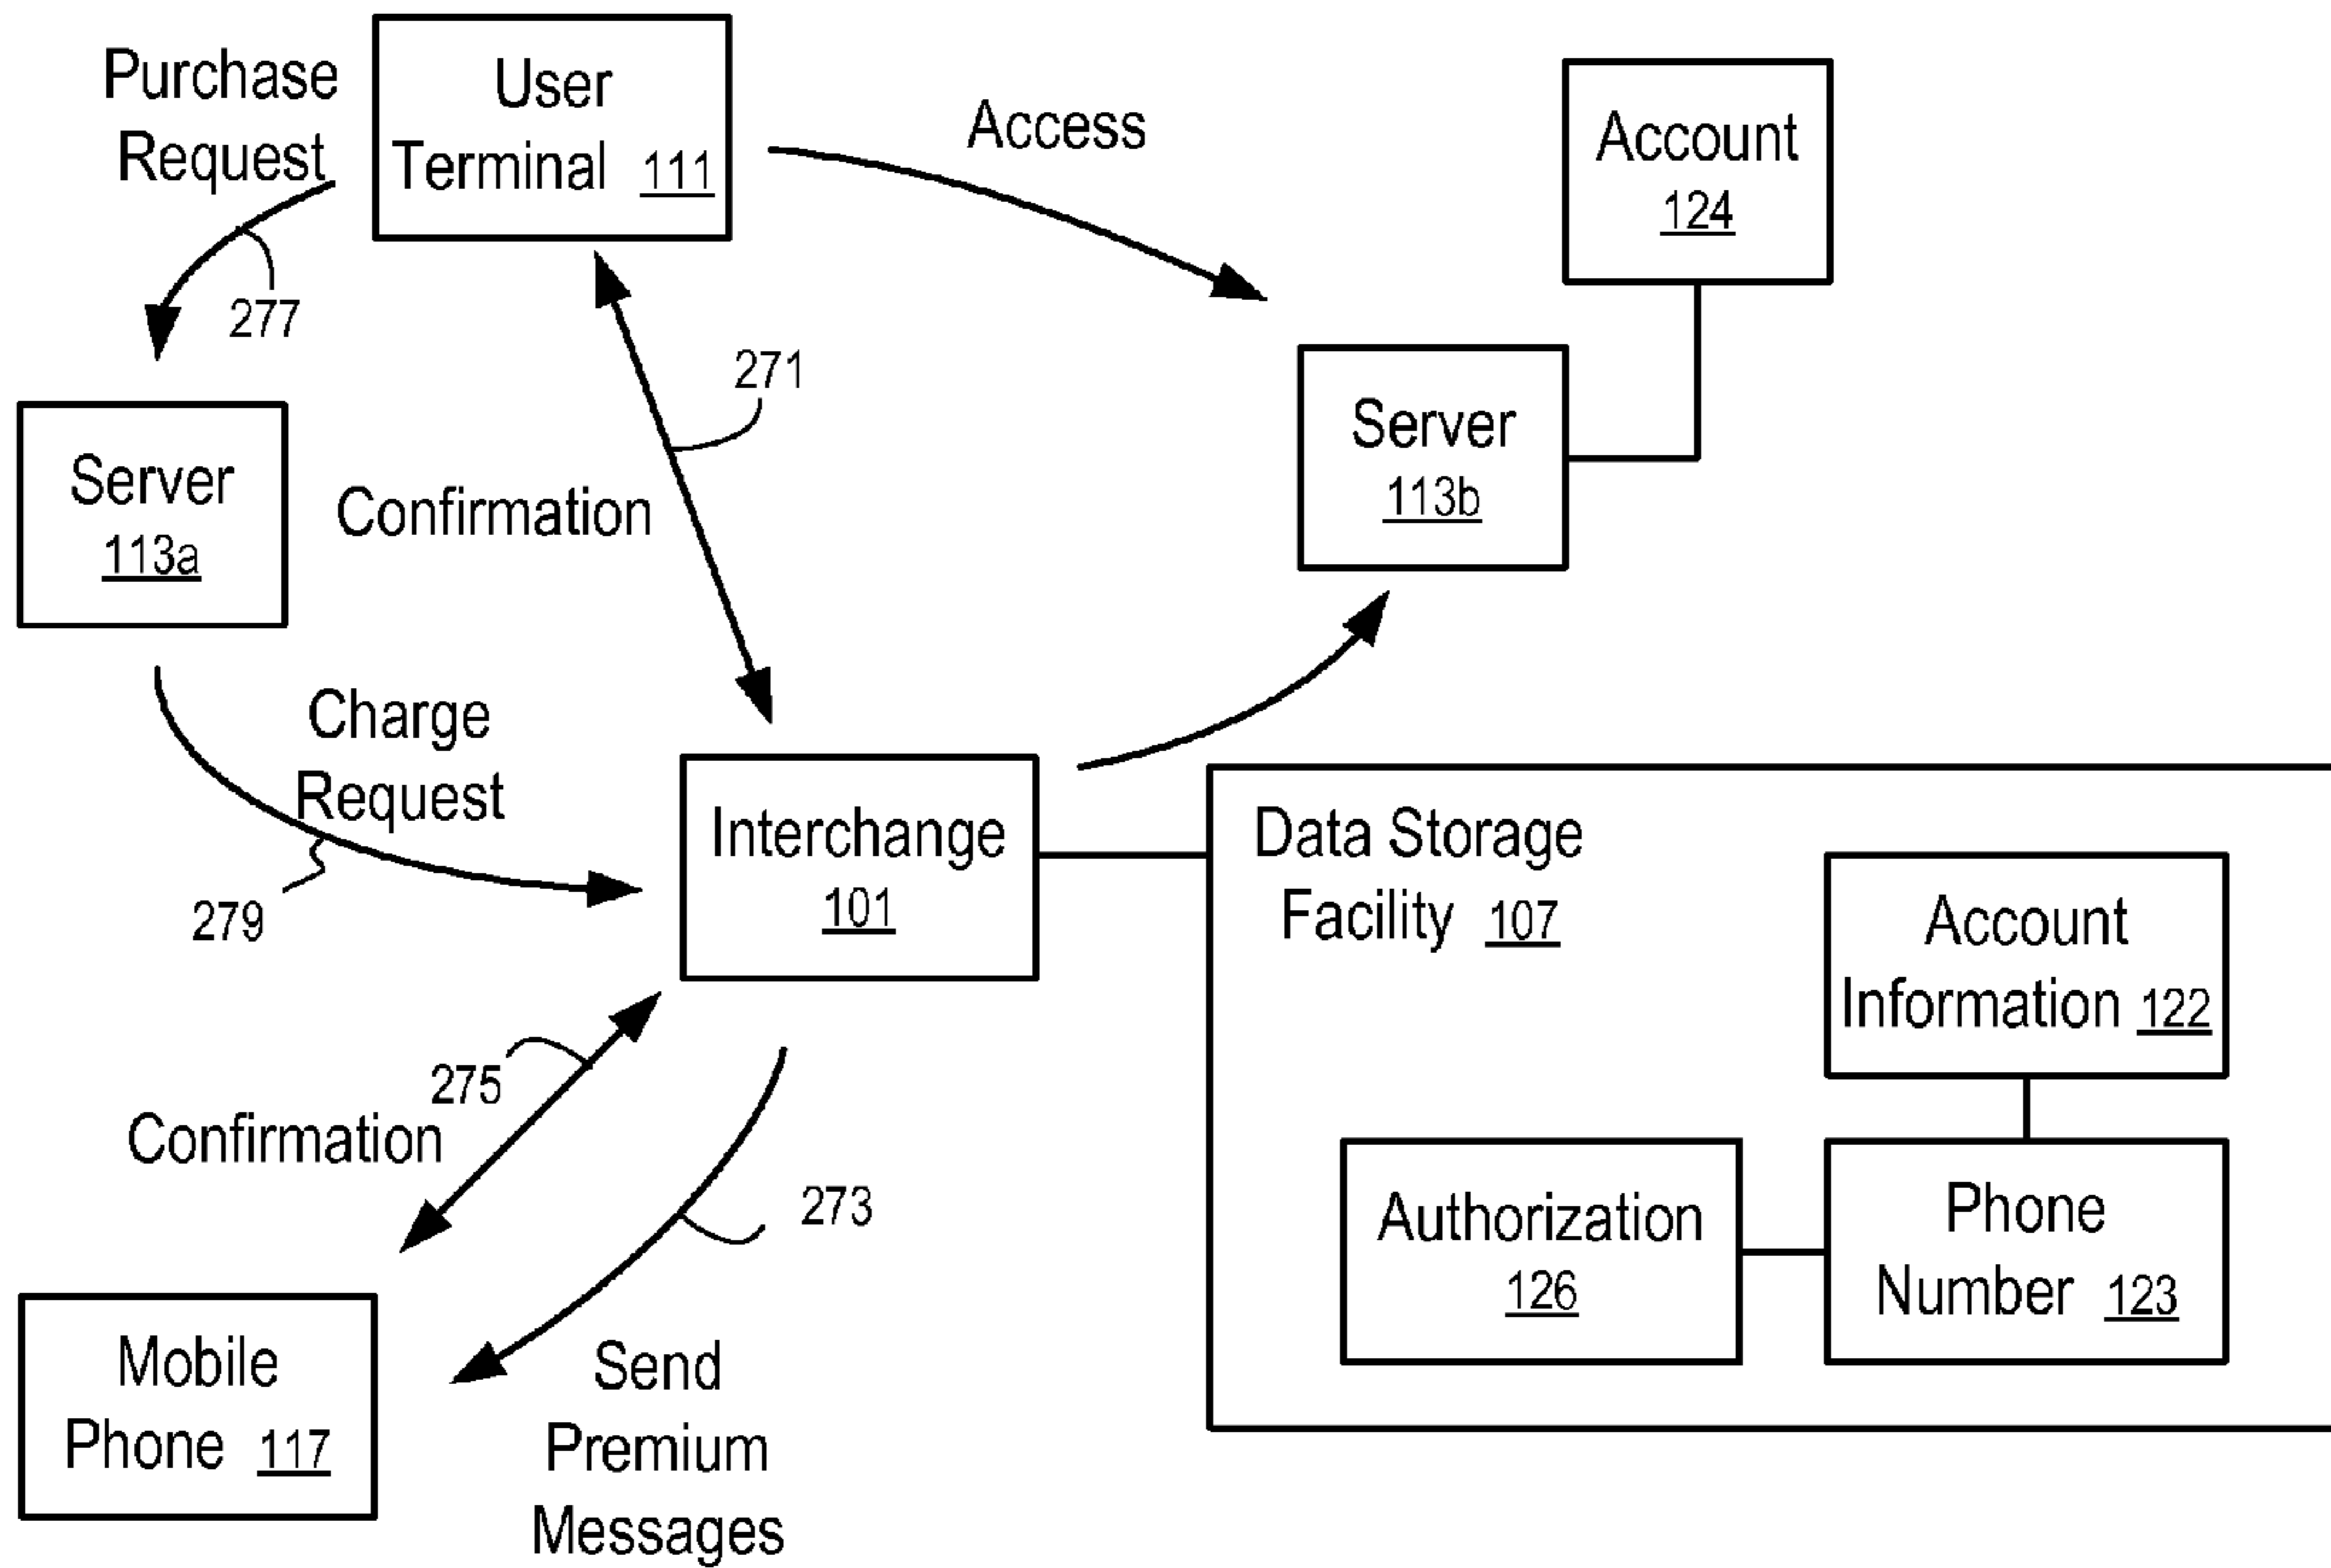 Purchase
Request
User
Terminal 111
Access
Account
124
277
271
Server
113b
Server
113a
Confirmation
Charge
Request
279
Interchange
101
Data Storage
Facility 107
Account
Information 122
275
Confirmation
273
Authorization
126
Phone
Number 123
Mobile
Phone 117
Send
Premium
Messages